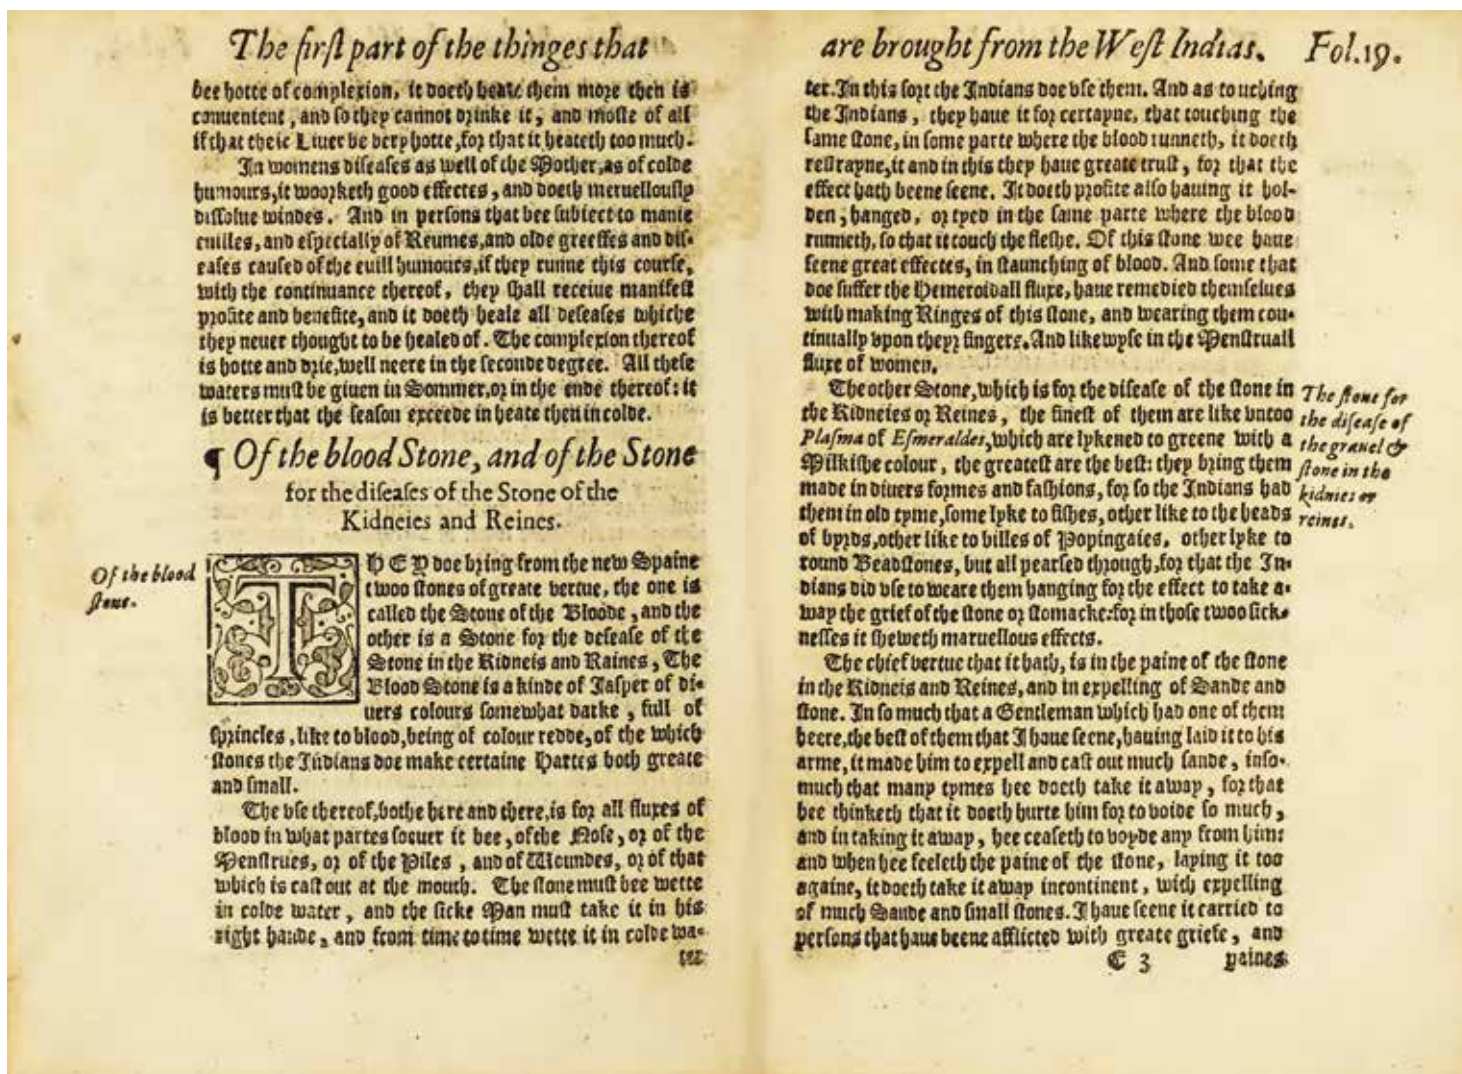 The first part of the thinges that
bee hotte of complexion, it doeth heate them more then is
conuenient, and so they cannot drinke it, and moste of all
if that their Liuer be very hotte, for that it heateth too much.
In womens diseases as well of the Mother, as of colde
humours, it woorketh good effectes, and doeth meruellously
dissolue windes. And in persons that bee subiect to manie
euilles, and especially of Reumes, and olde greeffes and dis-
eases caused of the euill humours, if they runne this course,
with the continuance thereof, they shall receiue manifest
profite and benefite, and it doeth heale all deseases whiche
they neuer thought to be healed of. The complexion thereof
is hotte and drie, well neere in the seconde degree. All these
waters must be giuen in Sommer, or in the ende thereof: it
is better that the season exceede in heate then in colde.
¶ Of the blood Stone, and of the Stone
for the diseases of the Stone of the
Kidneies and Reines.
Of the blood
stone.
THEY doe bring from the new Spaine
twoo stones of greate vertue, the one is
called the Stone of the Bloode, and the
other is a Stone for the desease of the
Stone in the Kidneis and Raines, The
Blood Stone is a kinde of Jasper of di-
uers colours somewhat darke, full of
sprincles, like to blood, being of colour redde, of the which
stones the Indians doe make certaine Hartes both greate
and small.
The vse thereof, bothe here and there, is for all fluxes of
blood in what partes soeuer it bee, of the Nose, or of the
Menstrues, or of the Piles, and of Woundes, or of that
which is cast out at the mouth. The stone must bee wette
in colde water, and the sicke Man must take it in his
right hande, and from time to time wette it in colde wa-
ter
are brought from the West Indias. Fol.19.
ter. In this sort the Indians doe vse them. And as touching
the Indians, they haue it for certayne, that touching the
same stone, in some parte where the blood runneth, it doeth
restrayne, it and in this they haue greate trust, for that the
effect hath beene seene. It doeth profite also hauing it hol-
den, hanged, or tyed in the same parte where the blood
runneth, so that it touch the fleshe. Of this stone wee haue
seene great effectes, in staunching of blood. And some that
doe suffer the Hemeroidall fluxe, haue remedied themselues
with making Ringes of this stone, and wearing them con-
tinually vpon theyr fingers. And likewyse in the Menstruall
fluxe of women.
The other Stone, which is for the disease of the stone in
the Kidneies or Reines, the finest of them are like vntoo
Plasma of Esmeraldes, which are lykened to greene with a
Milkishe colour, the greatest are the best: they bring them
made in diuers formes and fashions, for so the Indians had
them in old tyme, some lyke to fishes, other like to the heads
of byrds, other like to billes of Popingaies, other lyke to
round Beadstones, but all pearsed through, for that the In-
dians did vse to weare them hanging for the effect to take a-
way the grief of the stone or stomacke: for in those twoo sick-
nesses it sheweth maruellous effects.
The stone for
the disease of
the grauel &
stone in the
kidnies or
reines.
The chief vertue that it hath, is in the paine of the stone
in the Kidneis and Reines, and in expelling of Sande and
stone. In so much that a Gentleman which had one of them
heere, the best of them that I haue seene, hauing laid it to his
arme, it made him to expell and cast out much sande, inso-
much that many tymes hee doeth take it away, for that
hee thinketh that it doeth hurte him for to voide so much,
and in taking it away, hee ceaseth to voyde any from him:
and when hee feeleth the paine of the stone, laying it too
againe, it doeth take it away incontinent, with expelling
of much Sande and small stones. I haue seene it carried to
persons that haue beene afflicted with greate griefe, and
C 3 paines